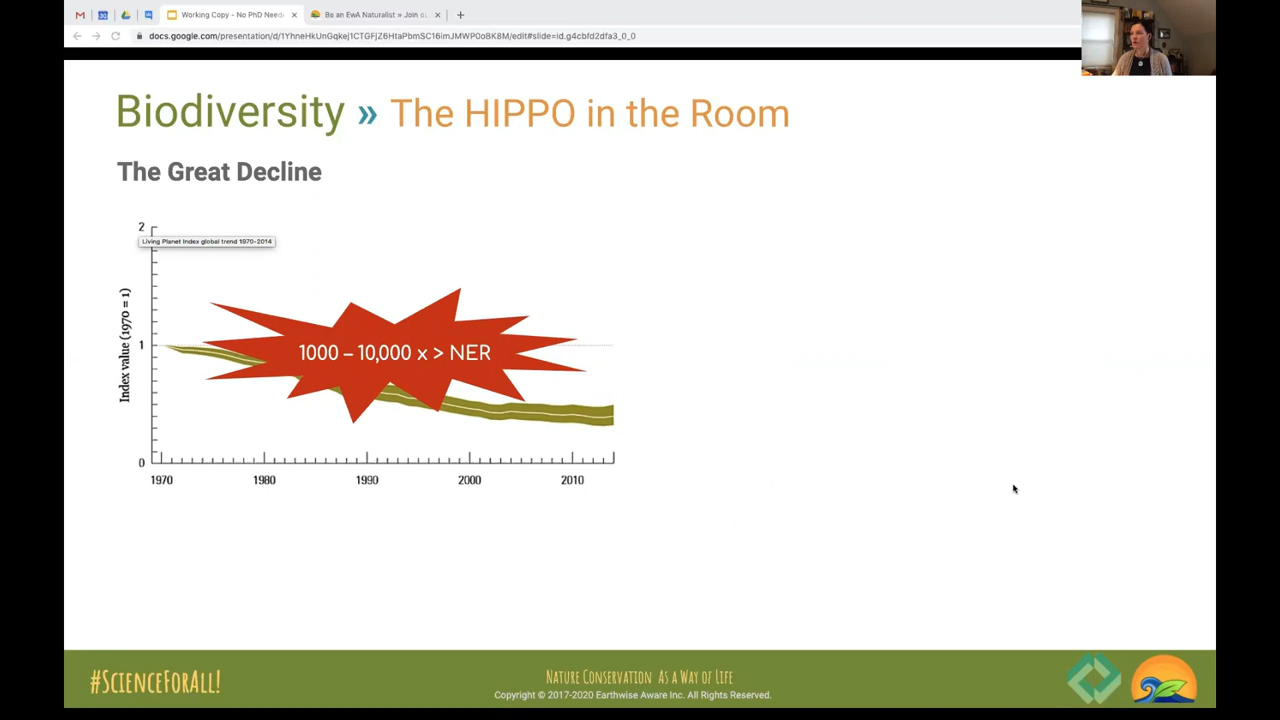 Working Copy - No PhD Need
Be an EwA Naturalist » Join o
docs.google.com/presentation/d/1YhneHkUnGqkej1CTGFjZ6HtaPbmSC16imJMWP0oBK8M/edit#slide=id.g4cbfd2dfa3_0_0
Biodiversity » The HIPPO in the Room
The Great Decline
2
Living Planet Index global trend 1970-2014
Index value (1970 = 1)
1
1000 – 10,000 x > NER
0
1970 1980 1990 2000 2010
#ScienceForAll!
Nature Conservation As a Way of Life
Copyright © 2017-2020 Earthwise Aware Inc. All Rights Reserved.